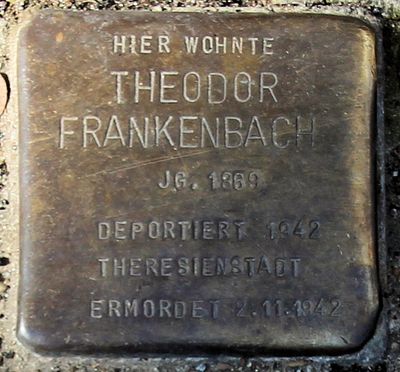 HIER WOHNTE
THEODOR
FRANKENBACH
JG. 1869
DEPORTIERT 1942
THERESIENSTADT
ERMORDET 2.11.1942